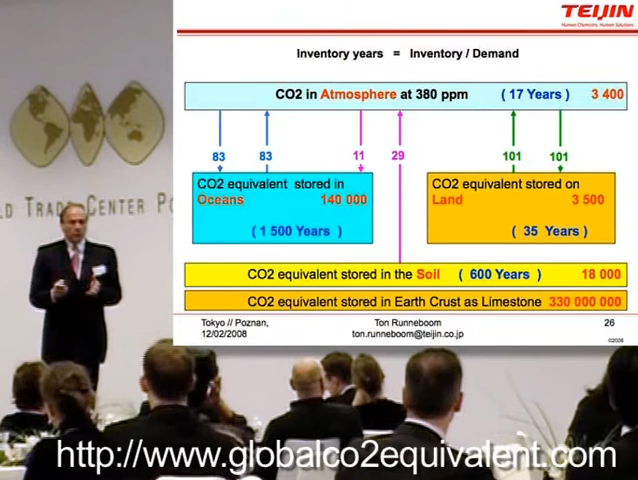 TEIJIN
Human Chemistry, Human Solutions
Inventory years = Inventory / Demand
CO2 in Atmosphere at 380 ppm ( 17 Years ) 3 400
83 83 11 29 101 101
CO2 equivalent stored in
Oceans 140 000
( 1 500 Years )
CO2 equivalent stored on
Land 3 500
( 35 Years )
CO2 equivalent stored in the Soil ( 600 Years ) 18 000
CO2 equivalent stored in Earth Crust as Limestone 330 000 000
Tokyo // Poznan,
12/02/2008
Ton Runneboom
ton.runneboom@teijin.co.jp
26
©2008
LD TRADE CENTER PO
http://www.globalco2equivalent.com